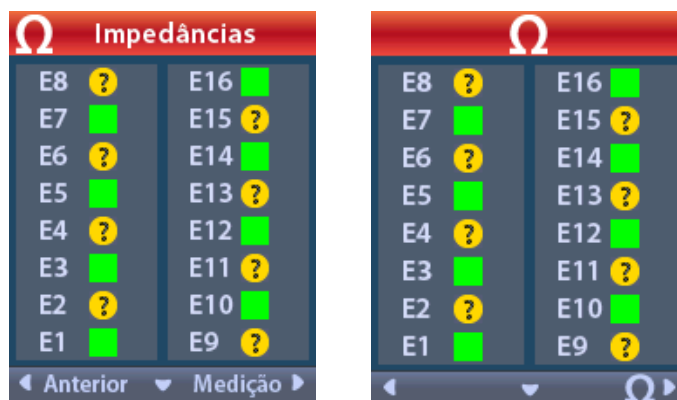 Ω Impedâncias
E8 ? E16
E7 E15 ?
E6 ? E14
E5 E13 ?
E4 ? E12
E3 E11 ?
E2 ? E10
E1 E9 ?
Anterior Medição
Ω
E8 ? E16
E7 E15 ?
E6 ? E14
E5 E13 ?
E4 ? E12
E3 E11 ?
E2 ? E10
E1 E9 ?
Ω